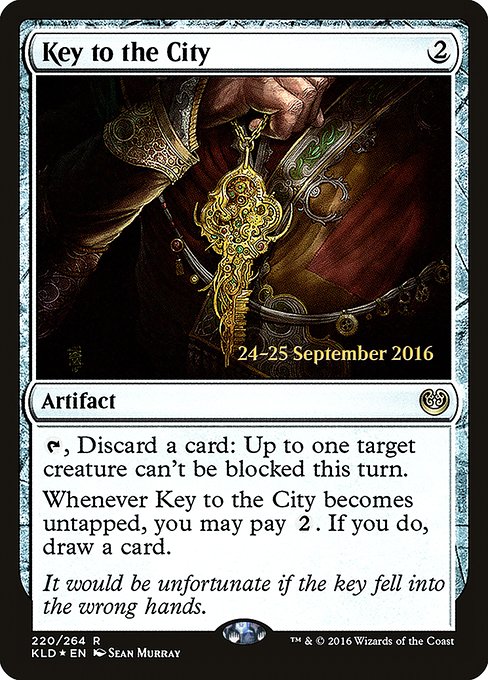 Key to the City 2
24–25 September 2016
Artifact
, Discard a card: Up to one target
creature can't be blocked this turn.
Whenever Key to the City becomes
untapped, you may pay 2. If you do,
draw a card.
It would be unfortunate if the key fell into
the wrong hands.
220/264 R
™ & © 2016 Wizards of the Coast
KLD ★ EN Sean Murray